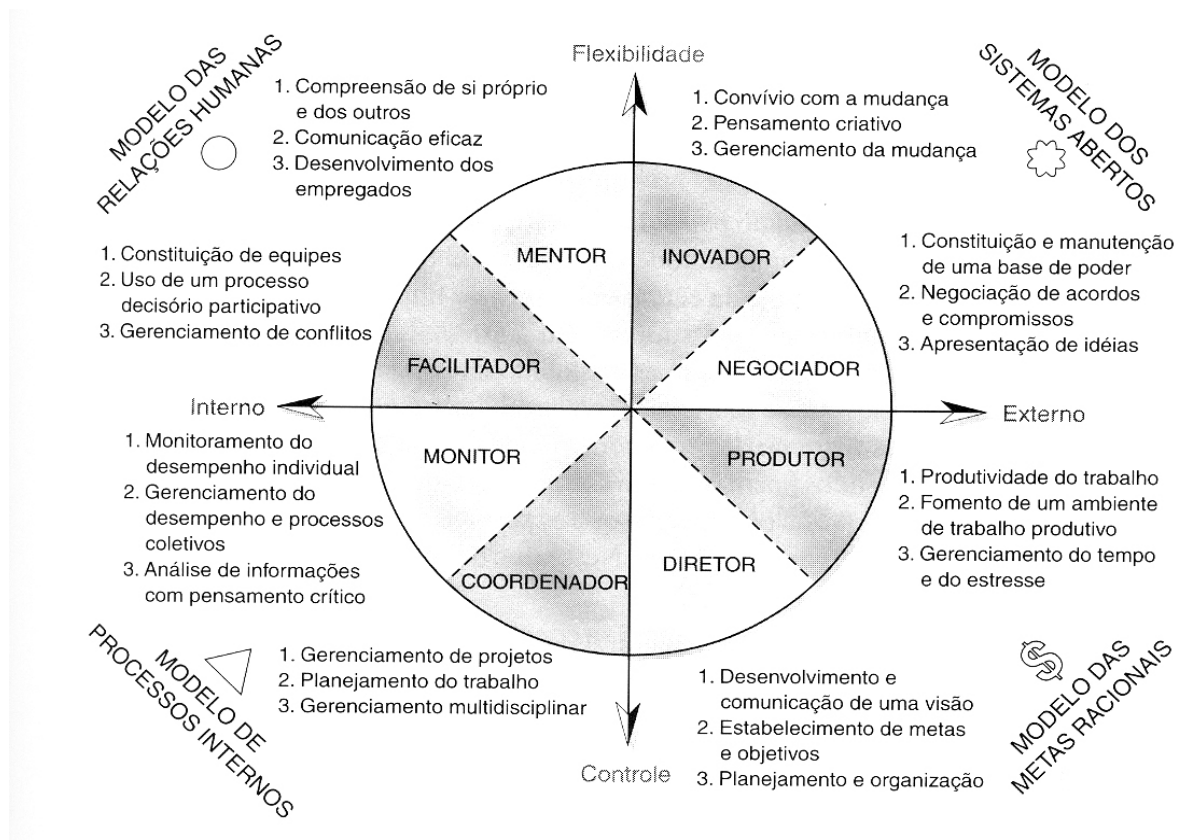 Flexibilidade
MODELO DAS
RELAÇÕES HUMANAS
1. Compreensão de si próprio
e dos outros
2. Comunicação eficaz
3. Desenvolvimento dos
empregados
1. Convívio com a mudança
2. Pensamento criativo
3. Gerenciamento da mudança
MODELO DOS
SISTEMAS ABERTOS
1. Constituição de equipes
2. Uso de um processo
decisório participativo
3. Gerenciamento de conflitos
MENTOR
INOVADOR
1. Constituição e manutenção
de uma base de poder
2. Negociação de acordos
e compromissos
3. Apresentação de idéias
FACILITADOR
NEGOCIADOR
Interno
Externo
1. Monitoramento do
desempenho individual
2. Gerenciamento do
desempenho e processos
coletivos
3. Análise de informações
com pensamento crítico
MONITOR
PRODUTOR
1. Produtividade do trabalho
2. Fomento de um ambiente
de trabalho produtivo
3. Gerenciamento do tempo
e do estresse
COORDENADOR
DIRETOR
MODELO DE
PROCESSOS INTERNOS
1. Gerenciamento de projetos
2. Planejamento do trabalho
3. Gerenciamento multidisciplinar
1. Desenvolvimento e
comunicação de uma visão
2. Estabelecimento de metas
e objetivos
3. Planejamento e organização
$
MODELO DAS
METAS RACIONAIS
Controle